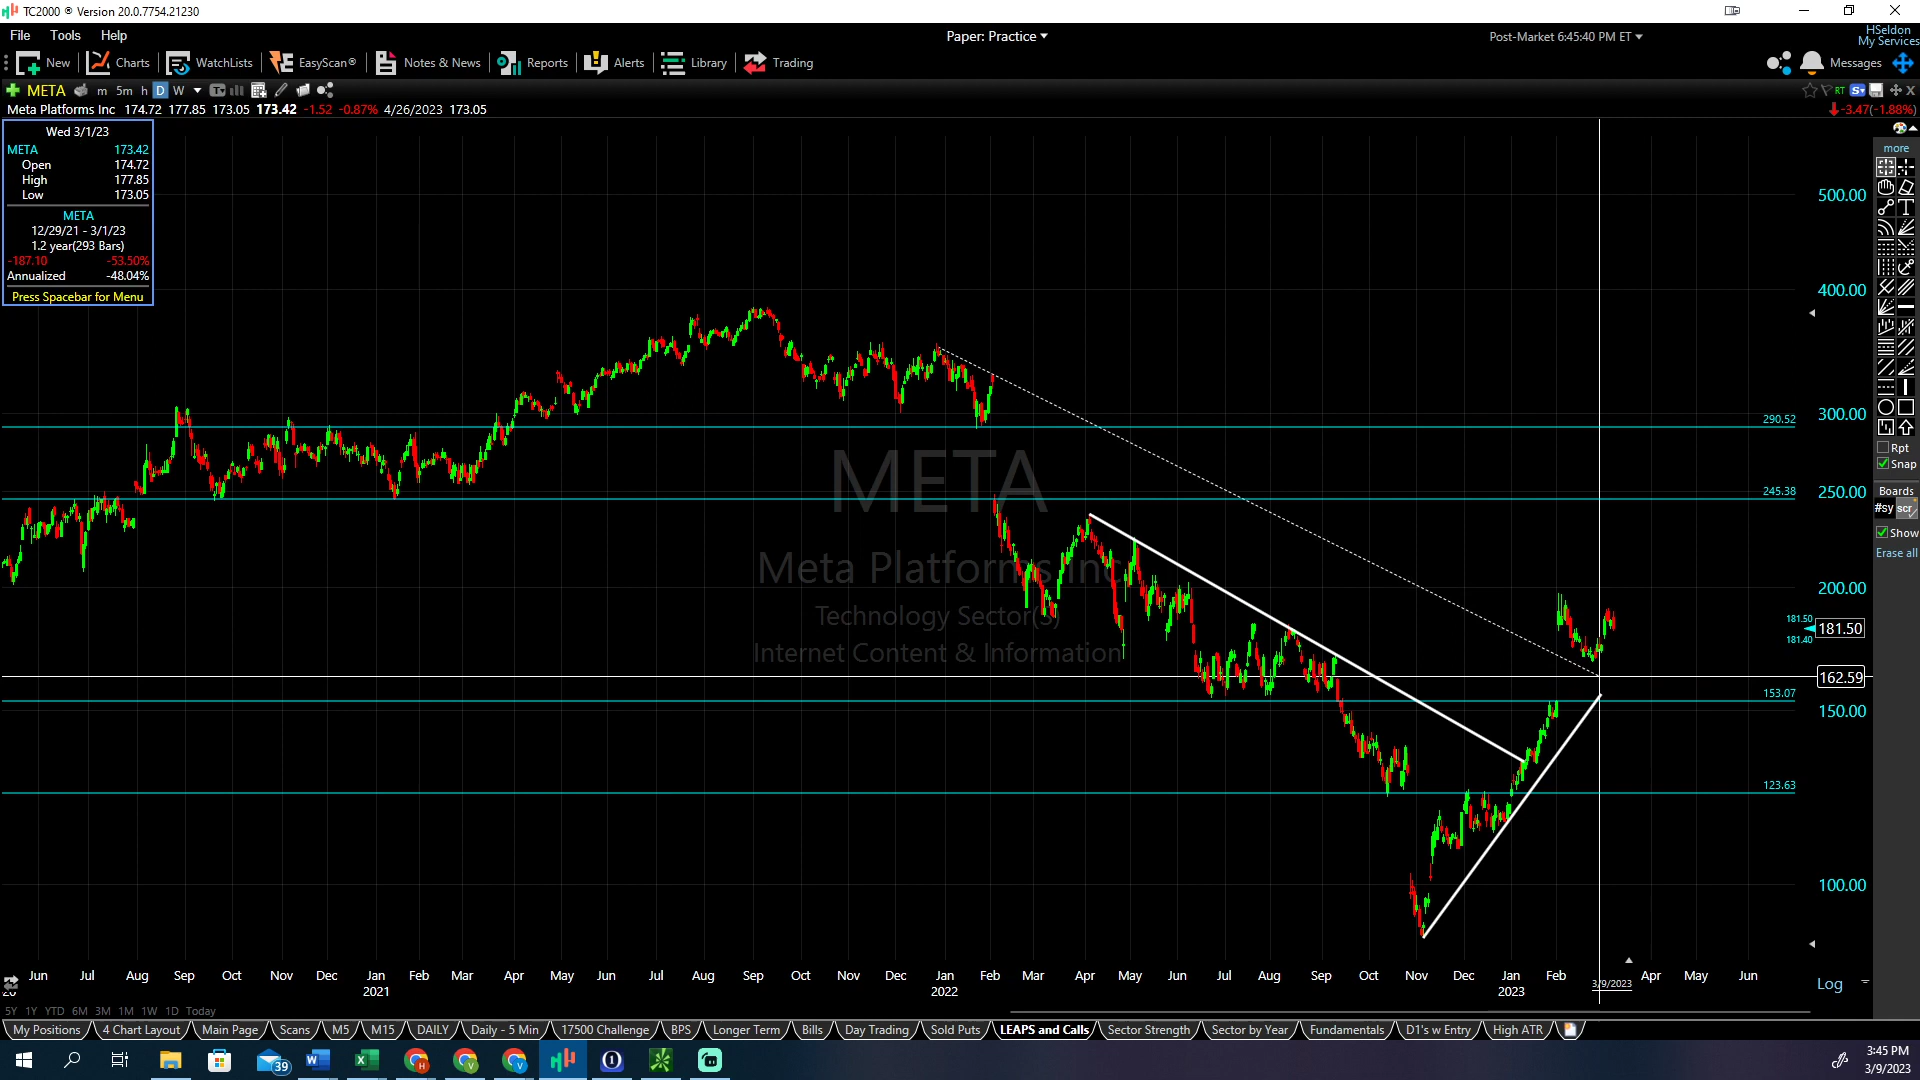 TC2000 ® Version 20.0.7754.21230
File Tools Help
Paper: Practice
Post-Market 6:45:40 PM ET
HSeldon
My Services
New Charts WatchLists EasyScan® Notes & News Reports Alerts Library Trading
Messages
META m 5m h D W
RT
Meta Platforms Inc 174.72 177.85 173.05 173.42 -1.52 -0.87% 4/26/2023 173.05
-3.47(-1.88%)
Wed 3/1/23
META 173.42
Open 174.72
High 177.85
Low 173.05
META
12/29/21 - 3/1/23
1.2 year(293 Bars)
-187.10 -53.50%
Annualized -48.04%
Press Spacebar for Menu
more
500.00
400.00
300.00
290.52
250.00
245.38
200.00
181.50
181.50
181.40
162.59
153.07
150.00
123.63
100.00
META
Meta Platforms Inc
Technology Sector(S)
Internet Content & Information
Rpt
Snap
Boards
#sy scr
Show
Erase all
Jun Jul Aug Sep Oct Nov Dec Jan Feb Mar Apr May Jun Jul Aug Sep Oct Nov Dec Jan Feb Mar Apr May Jun Jul Aug Sep Oct Nov Dec Jan Feb Apr May Jun
20 2021 2022 2023
3/9/2023
Log
5Y 1Y YTD 6M 3M 1M 1W 1D Today
My Positions 4 Chart Layout Main Page Scans M5 M15 DAILY Daily - 5 Min 17500 Challenge BPS Longer Term Bills Day Trading Sold Puts LEAPS and Calls Sector Strength Sector by Year Fundamentals D1's w Entry High ATR
39
3:45 PM
3/9/2023